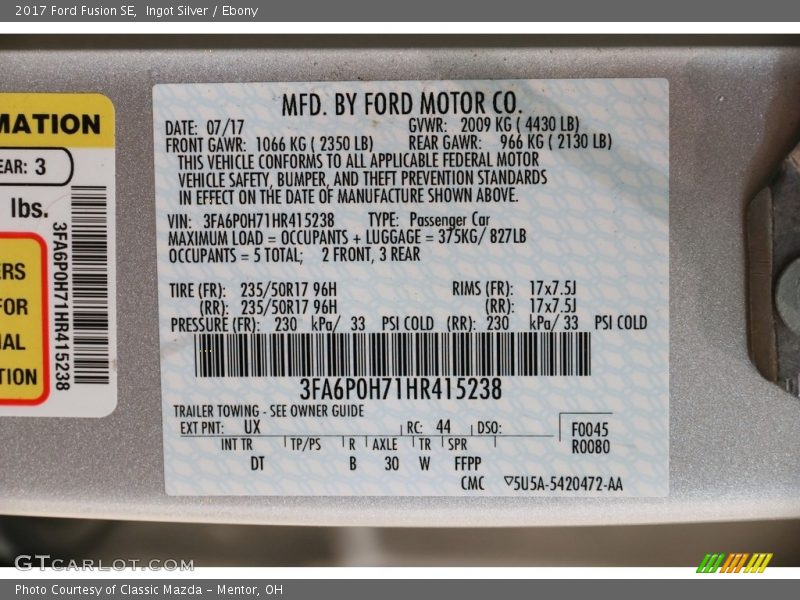 2017 Ford Fusion SE, Ingot Silver / Ebony
MATION
EAR: 3
lbs.
ERS
FOR
IAL
TION
3FA6P0H71HR415238
MFD. BY FORD MOTOR CO.
DATE: 07/17 GVWR: 2009 KG ( 4430 LB)
FRONT GAWR: 1066 KG ( 2350 LB) REAR GAWR: 966 KG ( 2130 LB)
THIS VEHICLE CONFORMS TO ALL APPLICABLE FEDERAL MOTOR
VEHICLE SAFETY, BUMPER, AND THEFT PREVENTION STANDARDS
IN EFFECT ON THE DATE OF MANUFACTURE SHOWN ABOVE.
VIN: 3FA6P0H71HR415238 TYPE: Passenger Car
MAXIMUM LOAD = OCCUPANTS + LUGGAGE = 375KG/ 827LB
OCCUPANTS = 5 TOTAL; 2 FRONT, 3 REAR
TIRE (FR): 235/50R17 96H RIMS (FR): 17x7.5J
(RR): 235/50R17 96H (RR): 17x7.5J
PRESSURE (FR): 230 kPa/ 33 PSI COLD (RR): 230 kPa/ 33 PSI COLD
3FA6P0H71HR415238
TRAILER TOWING - SEE OWNER GUIDE
EXT PNT: UX RC: 44 DSO: F0045
INT TR TP/PS R AXLE TR SPR R0080
DT B 30 W FFPP
CMC ▽5U5A-5420472-AA
GTCARLOT.COM
Photo Courtesy of Classic Mazda - Mentor, OH